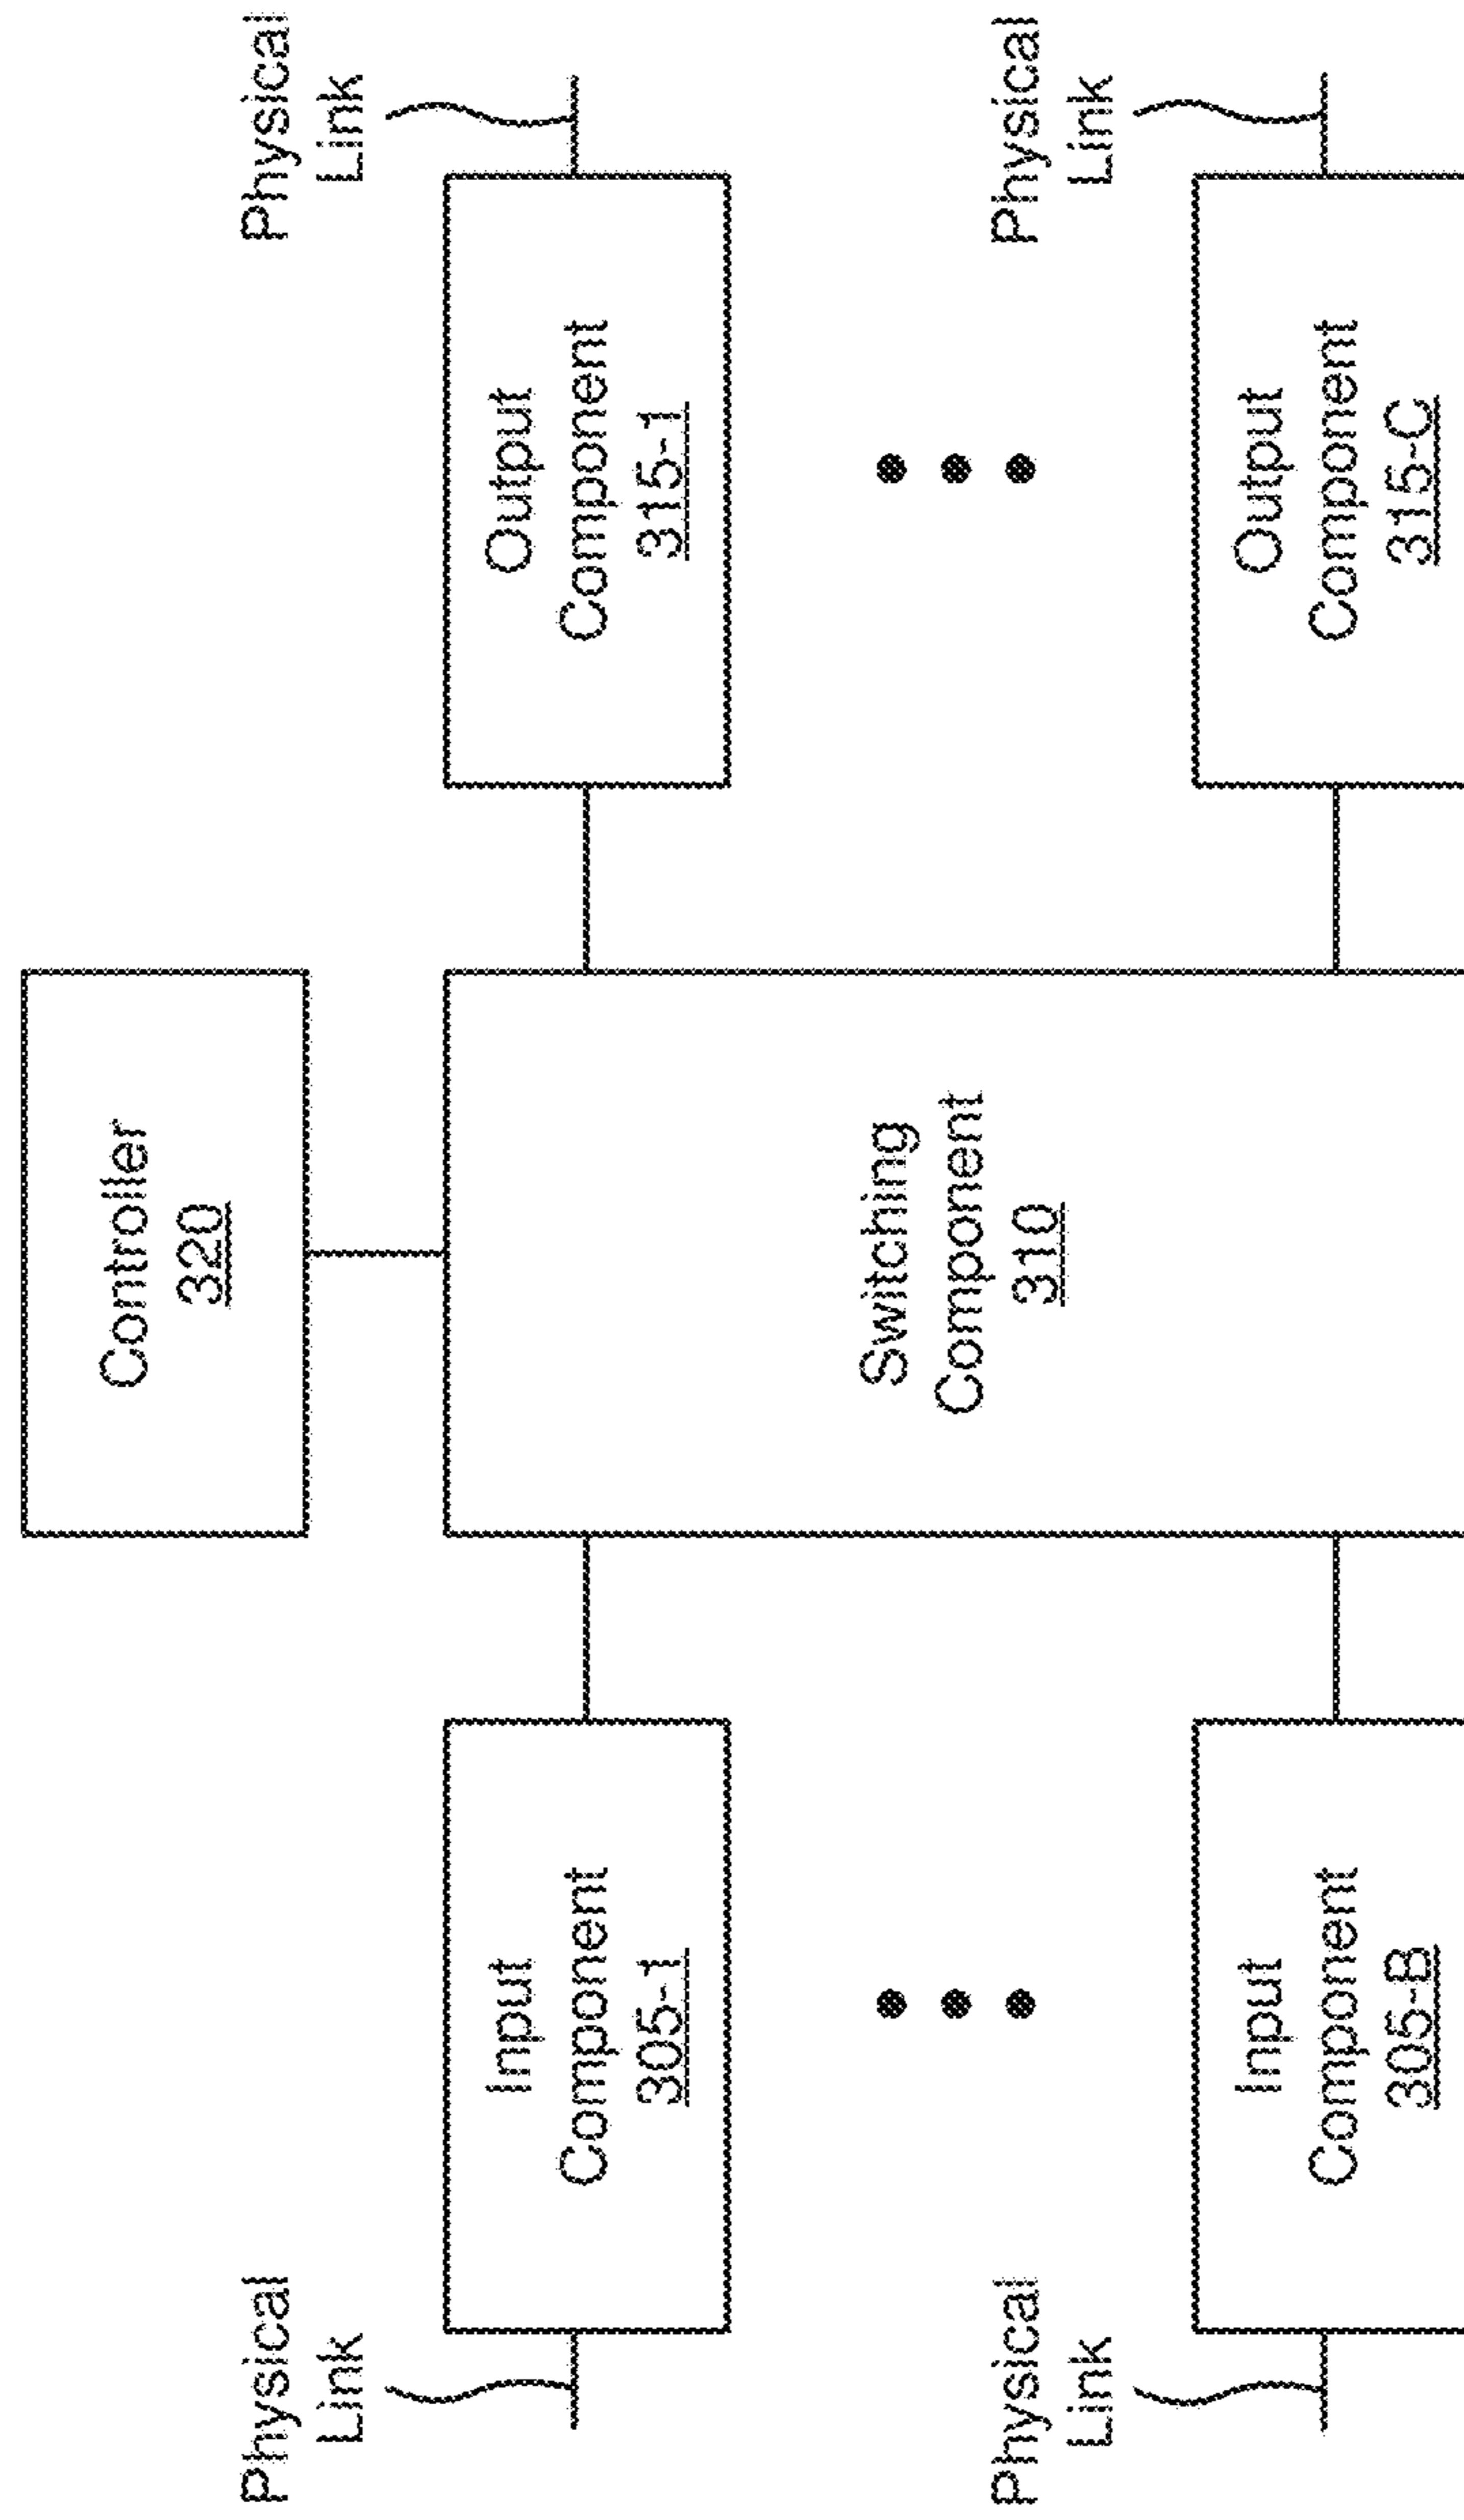 Controller
320
Physical
Link
Physical
Link
Input
Component
305-1
Switching
Component
310
Output
Component
315-1
Physical
Link
Physical
Link
Input
Component
305-B
Output
Component
315-C